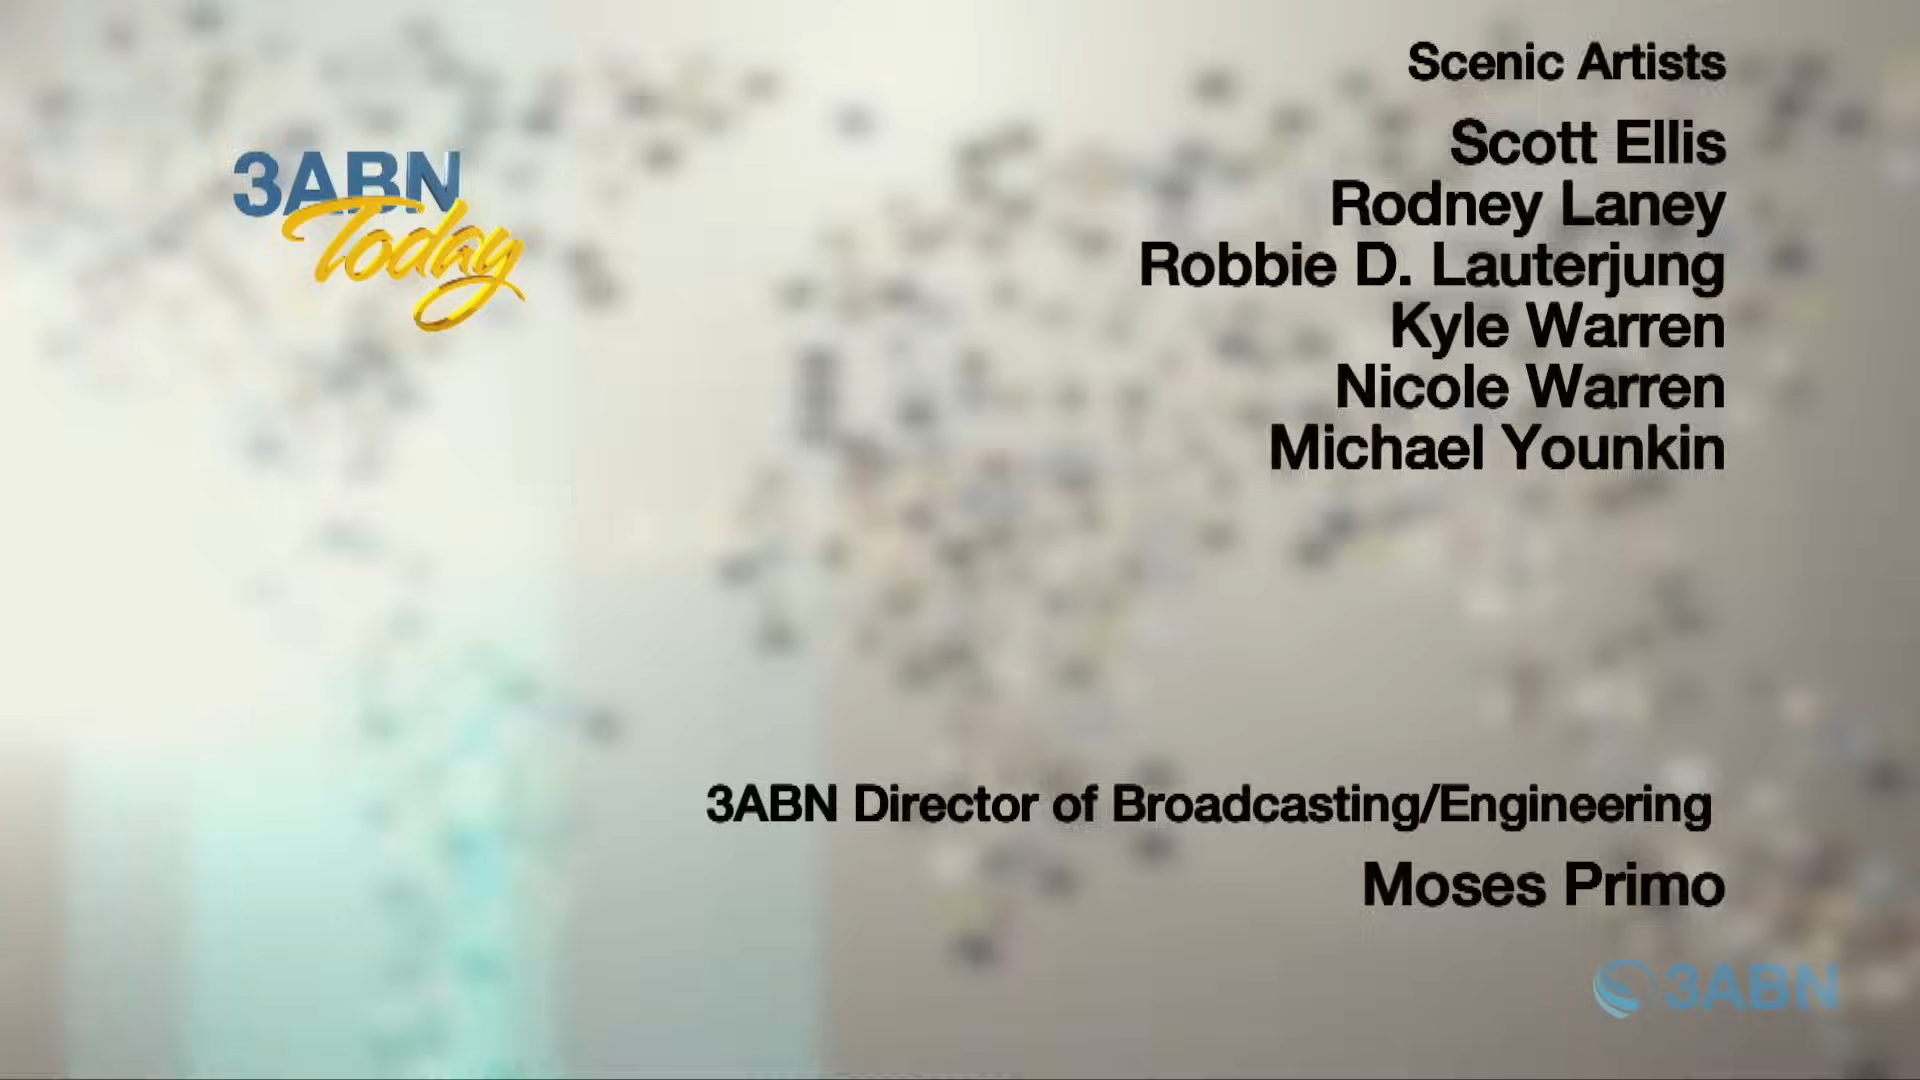 3ABN
Today
Scenic Artists
Scott Ellis
Rodney Laney
Robbie D. Lauterjung
Kyle Warren
Nicole Warren
Michael Younkin
3ABN Director of Broadcasting/Engineering
Moses Primo
3ABN